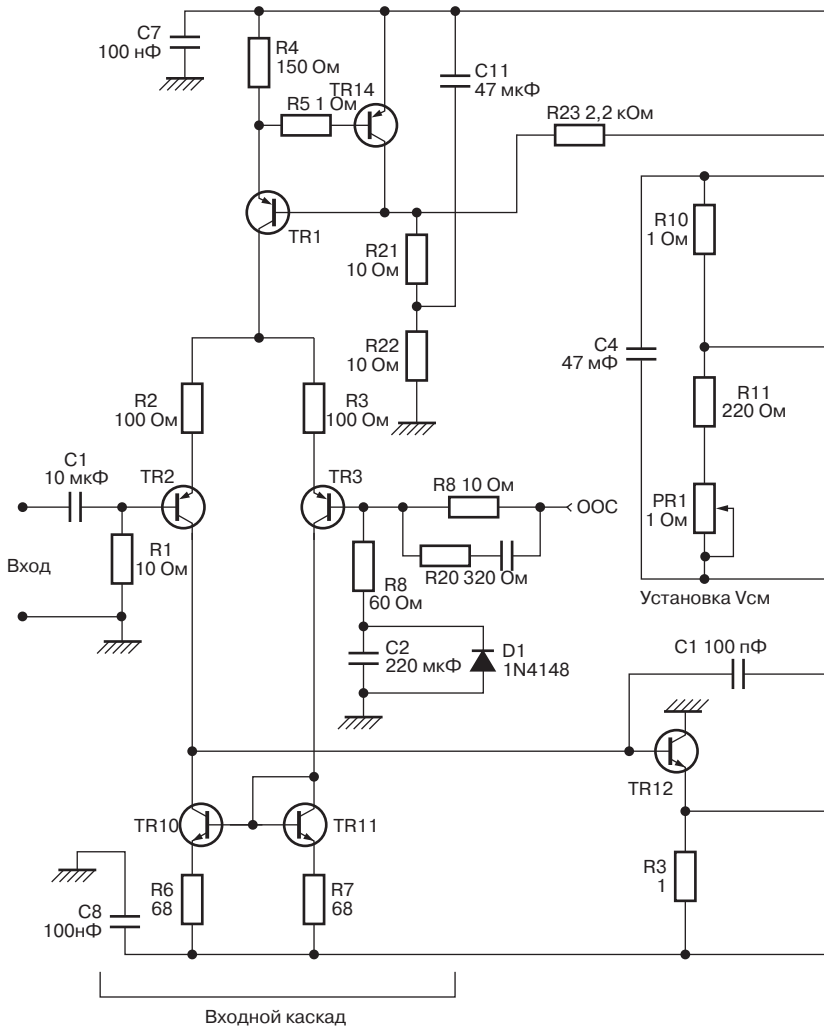 C7
100 нФ
R4
150 Ом
TR14
R5 1 Ом
C11
47 мкФ
R23 2,2 кОм
TR1
R21
10 Ом
R22
10 Ом
R10
1 Ом
C4
47 мФ
R11
220 Ом
PR1
1 Ом
Установка Vсм
R2
100 Ом
R3
100 Ом
C1
10 мкФ
TR2
TR3
R8 10 Ом
ООС
R20 320 Ом
Вход
R1
10 Ом
R8
60 Ом
C2
220 мкФ
D1
1N4148
C1 100 пФ
TR12
TR10
TR11
R3
1
R6
68
R7
68
C8
100нФ
Входной каскад